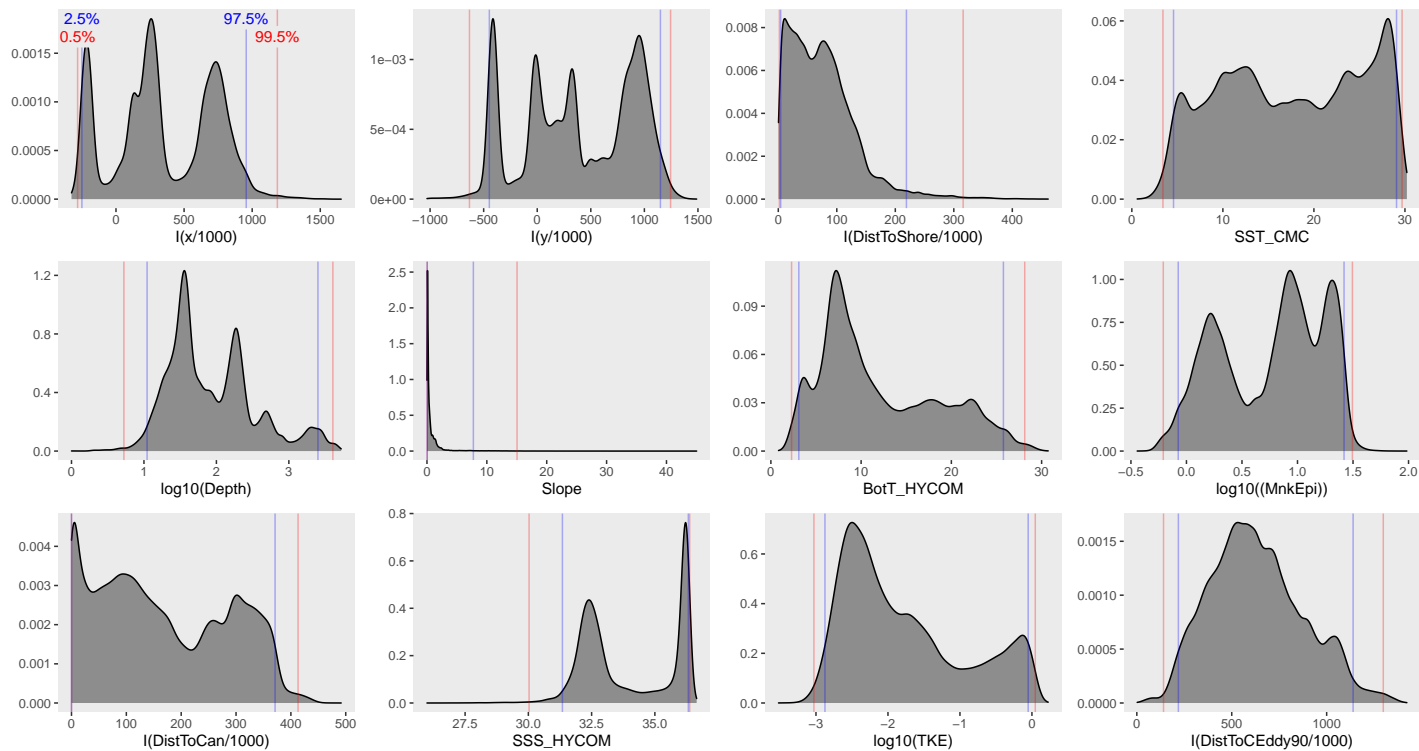 2.5% 97.5%
0.5% 99.5%
0.0015
0.0010
0.0005
0.0000
0 500 1000 1500
I(x/1000)
1e−03
5e−04
0e+00
−1000 −500 0 500 1000 1500
I(y/1000)
0.008
0.006
0.004
0.002
0.000
0 100 200 300 400
I(DistToShore/1000)
0.06
0.04
0.02
0.00
0 10 20 30
SST_CMC
1.2
0.8
0.4
0.0
0 1 2 3
log10(Depth)
2.5
2.0
1.5
1.0
0.5
0.0
0 10 20 30 40
Slope
0.09
0.06
0.03
0.00
0 10 20 30
BotT_HYCOM
1.00
0.75
0.50
0.25
0.00
−0.5 0.0 0.5 1.0 1.5 2.0
log10((MnkEpi))
0.004
0.003
0.002
0.001
0.000
0 100 200 300 400 500
I(DistToCan/1000)
0.8
0.6
0.4
0.2
0.0
27.5 30.0 32.5 35.0
SSS_HYCOM
0.6
0.4
0.2
0.0
−3 −2 −1 0
log10(TKE)
0.0015
0.0010
0.0005
0.0000
0 500 1000
I(DistToCEddy90/1000)